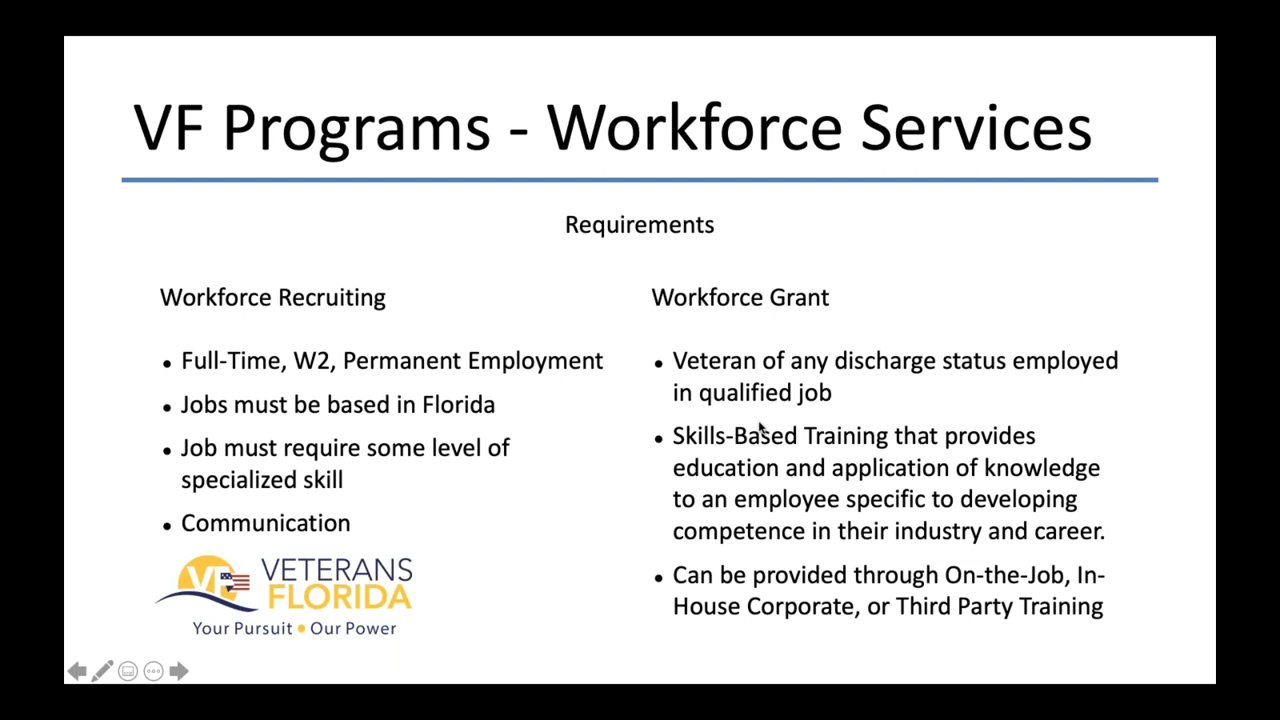 VF Programs - Workforce Services
Requirements
Workforce Recruiting
• Full-Time, W2, Permanent Employment
• Jobs must be based in Florida
• Job must require some level of
specialized skill
• Communication
VF
VETERANS
FLORIDA
Your Pursuit • Our Power
Workforce Grant
• Veteran of any discharge status employed
in qualified job
• Skills-Based Training that provides
education and application of knowledge
to an employee specific to developing
competence in their industry and career.
• Can be provided through On-the-Job, In-
House Corporate, or Third Party Training